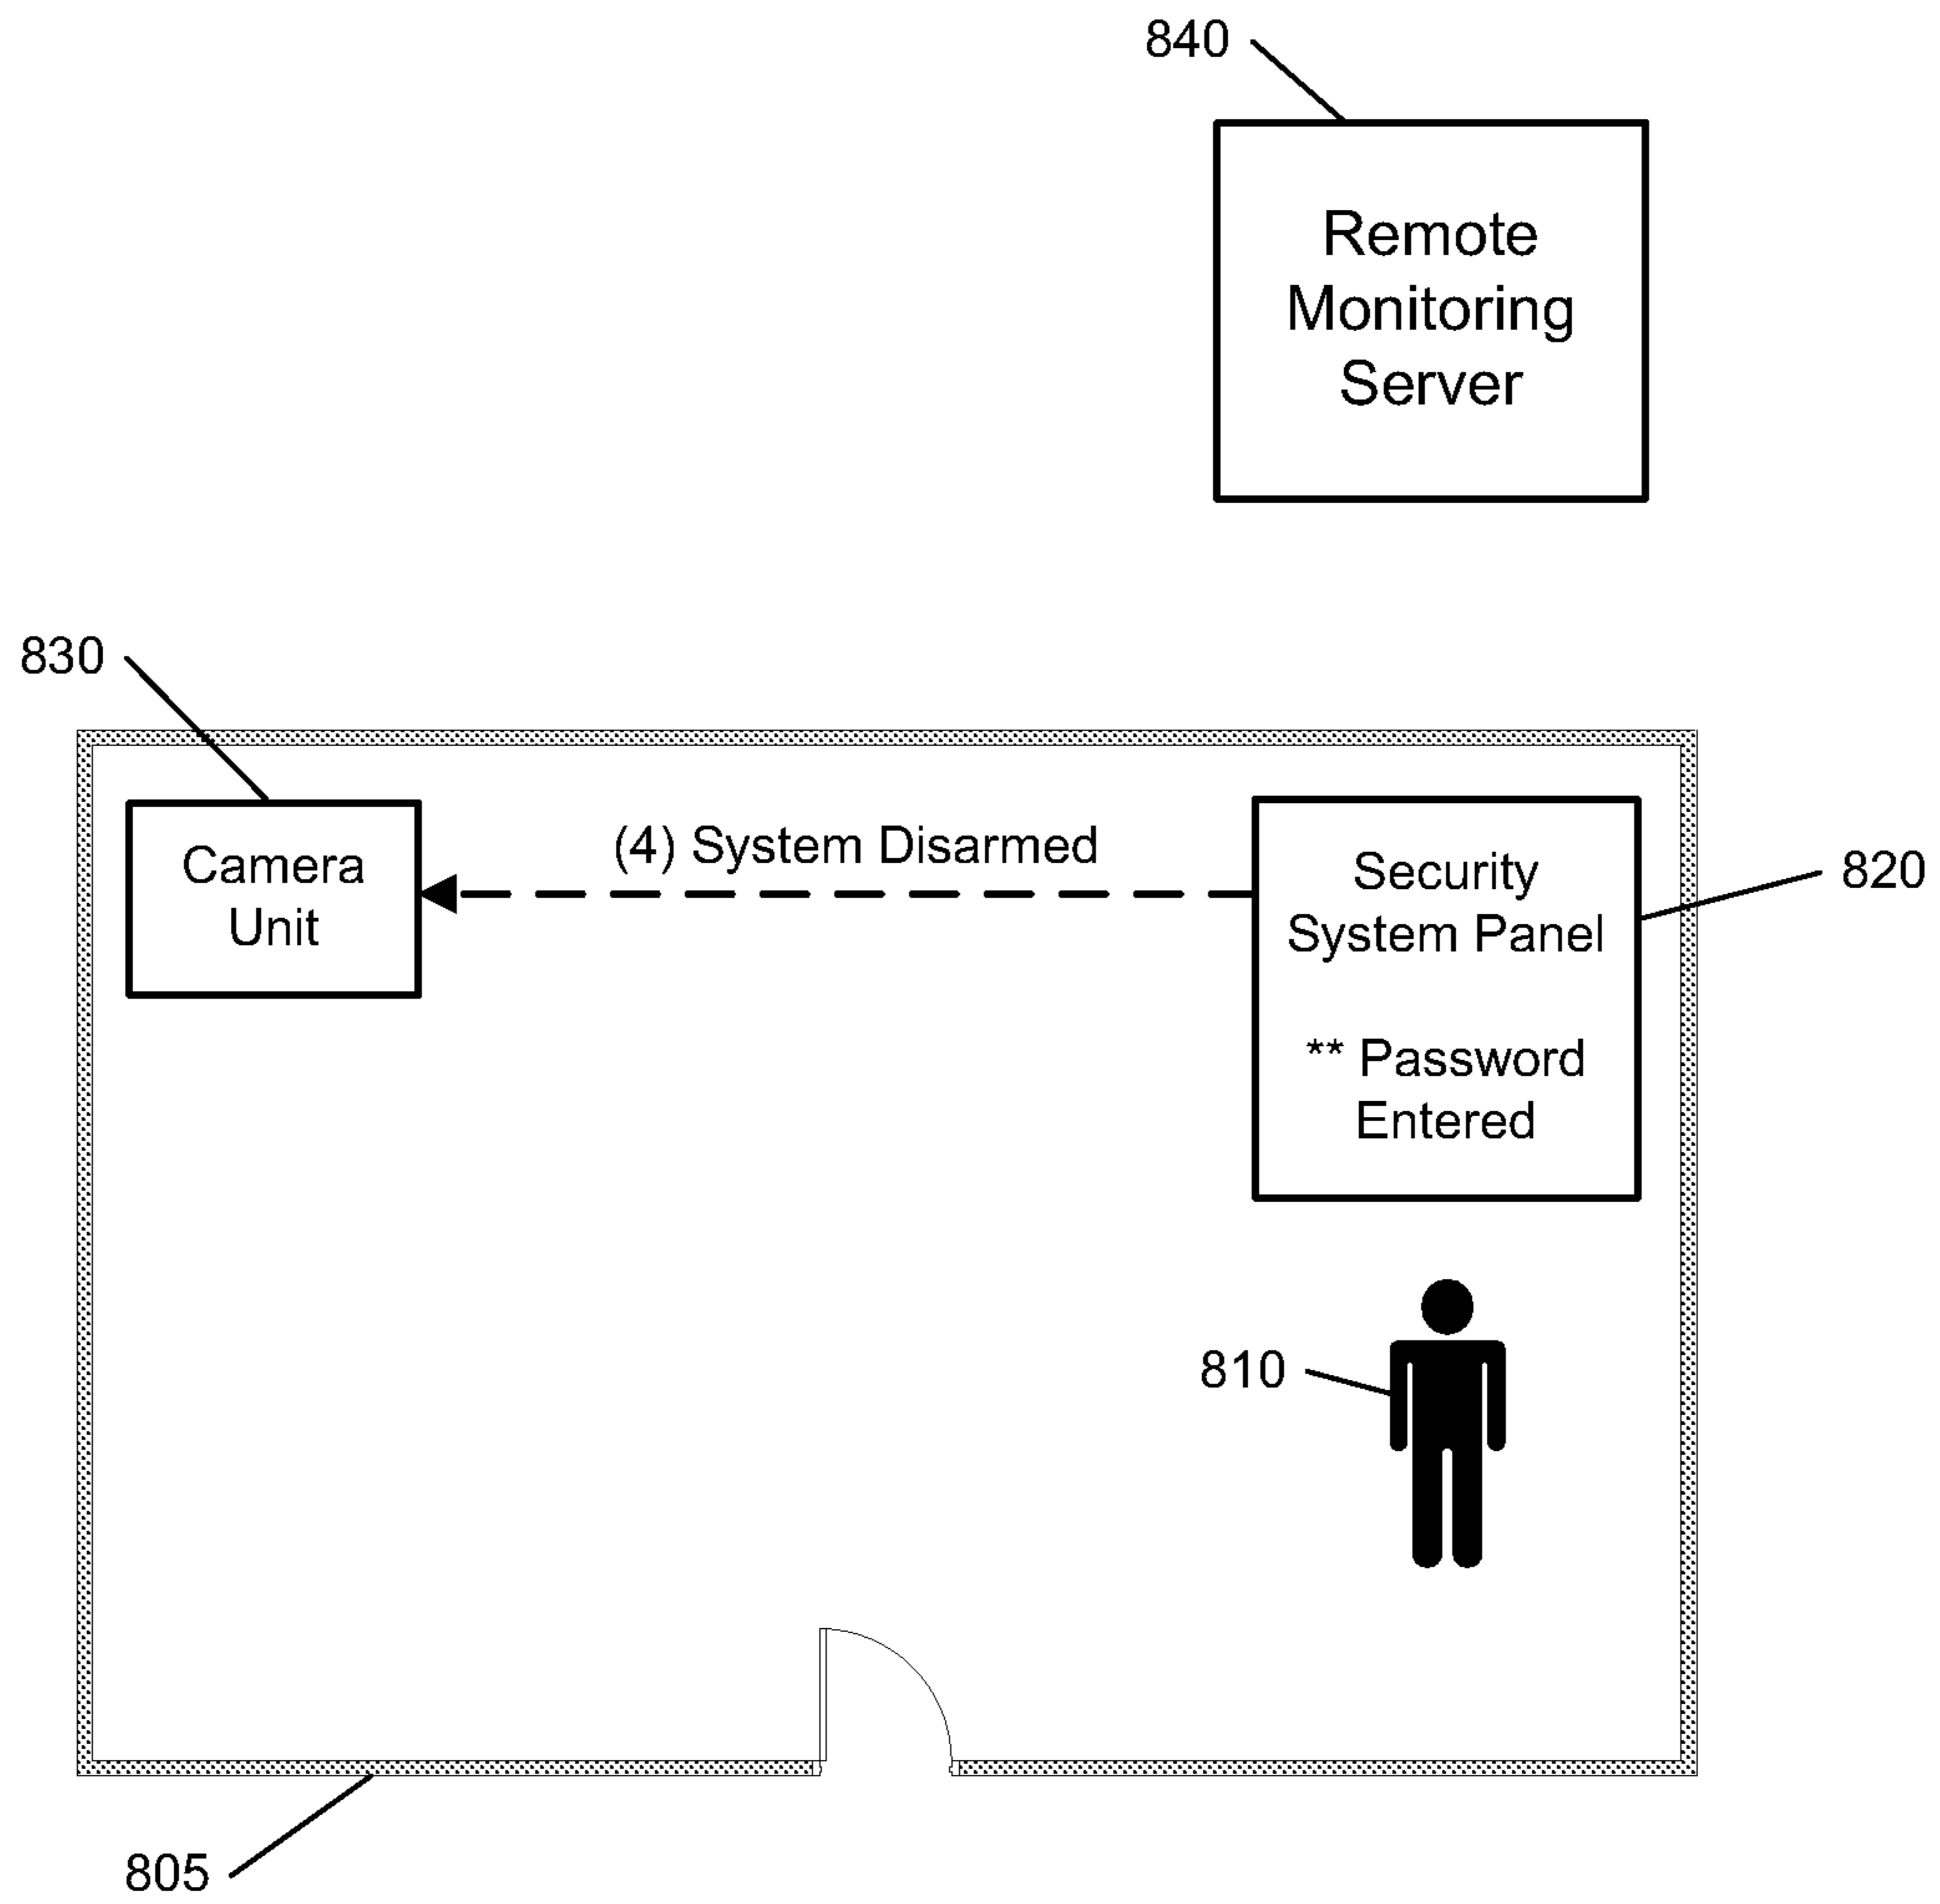 840
Remote
Monitoring
Server
830
Camera
Unit
(4) System Disarmed
Security
System Panel
** Password
Entered
820
810
805